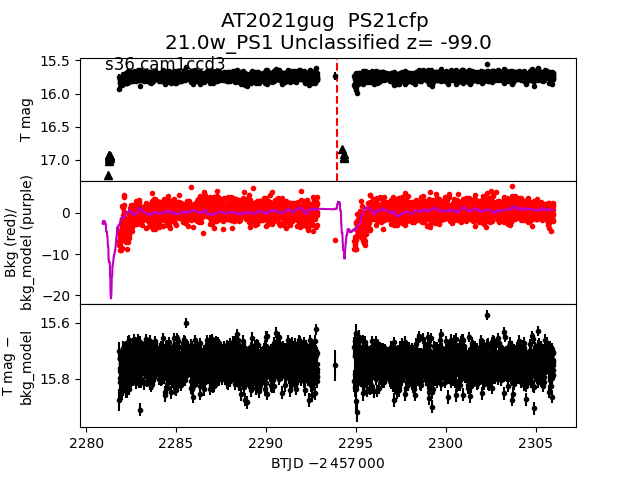 AT2021gug  PS21cfp
21.0w_PS1 Unclassified z= -99.0
s36 cam1ccd3
T mag
15.5
16.0
16.5
17.0
Bkg (red)/
bkg_model (purple)
0
−10
−20
T mag −
bkg_model
15.6
15.8
2280
2285
2290
2295
2300
2305
BTJD −2 457 000